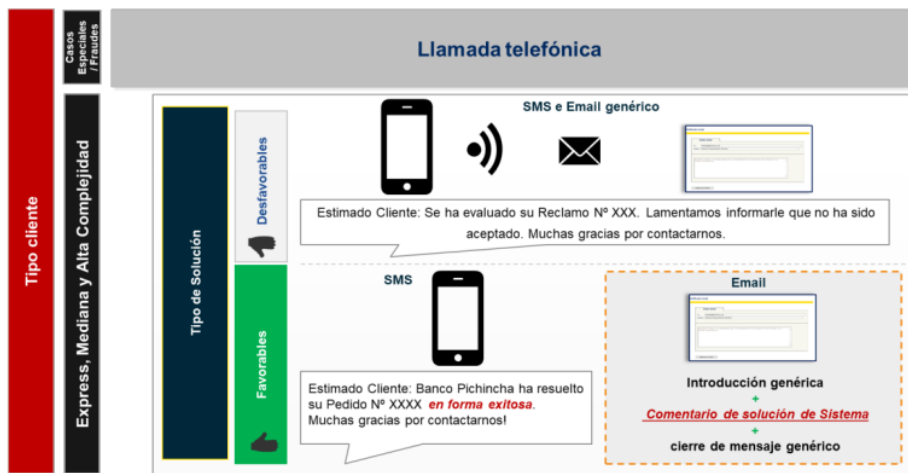 Tipo cliente
Casos
Especiales
/ Fraudes
Llamada telefónica
Express, Mediana y Alta Complejidad
Tipo de Solución
Desfavorables
SMS e Email genérico
Estimado Cliente: Se ha evaluado su Reclamo Nº XXX. Lamentamos informarle que no ha sido
aceptado. Muchas gracias por contactarnos.
Favorables
SMS
Estimado Cliente: Banco Pichincha ha resuelto
su Pedido Nº XXXX en forma exitosa.
Muchas gracias por contactarnos!
Email
Introducción genérica
+
Comentario de solución de Sistema
+
cierre de mensaje genérico